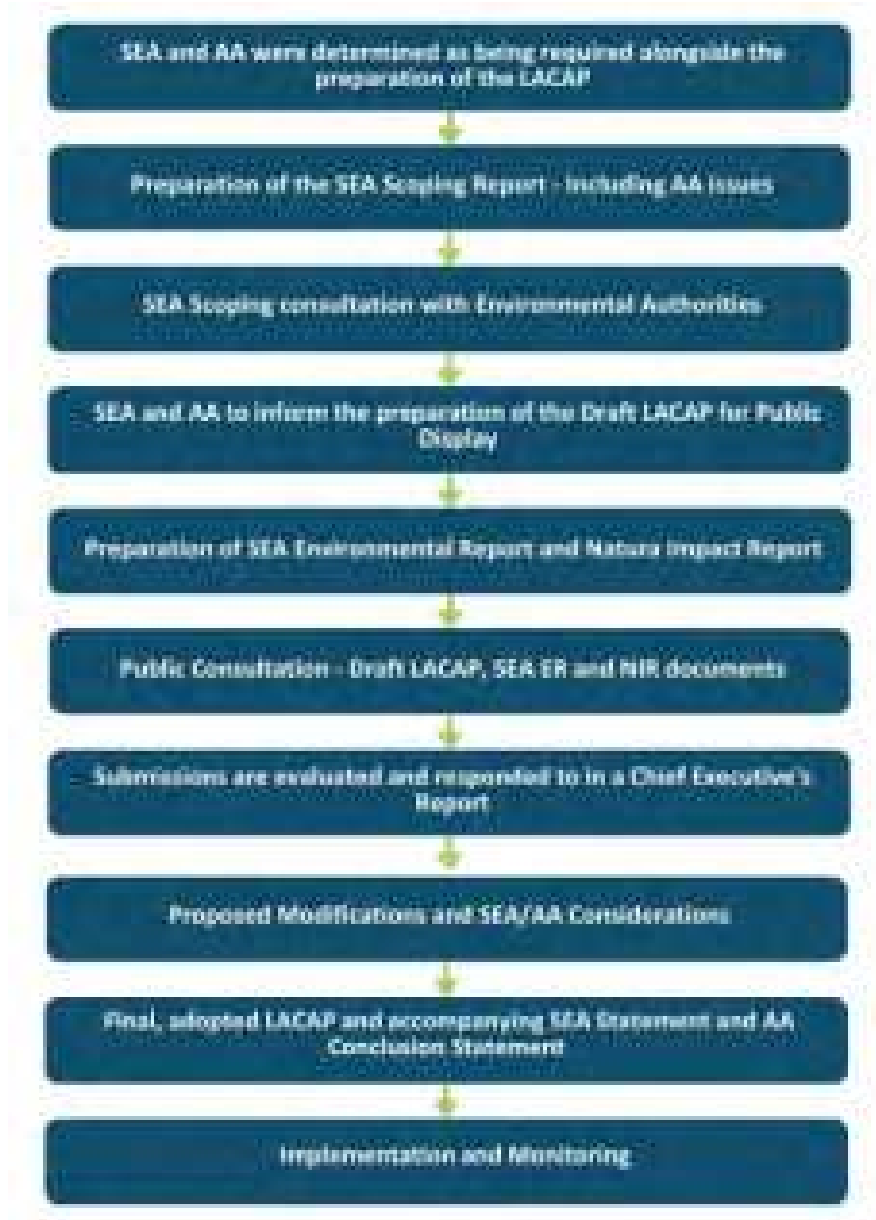 SEA and AA were determined as being required alongside the
preparation of the LACAP
Preparation of the SEA Scoping Report - Including AA issues
SEA Scoping consultation with Environmental Authorities
SEA and AA to inform the preparation of the Draft LACAP for Public
Display
Preparation of SEA Environmental Report and Natura Impact Report
Public Consultation - Draft LACAP, SEA ER and NIR documents
Submissions are evaluated and responded to in a Chief Executive's
Report
Proposed Modifications and SEA/AA Considerations
Final, adopted LACAP and accompanying SEA Statement and AA
Conclusion Statement
Implementation and Monitoring